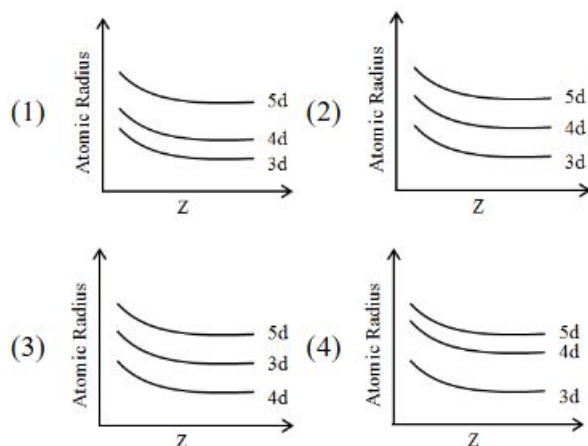 (1)
Atomic Radius
5d
4d
3d
Z
(2)
Atomic Radius
5d
4d
3d
Z
(3)
Atomic Radius
5d
3d
4d
Z
(4)
Atomic Radius
5d
4d
3d
Z